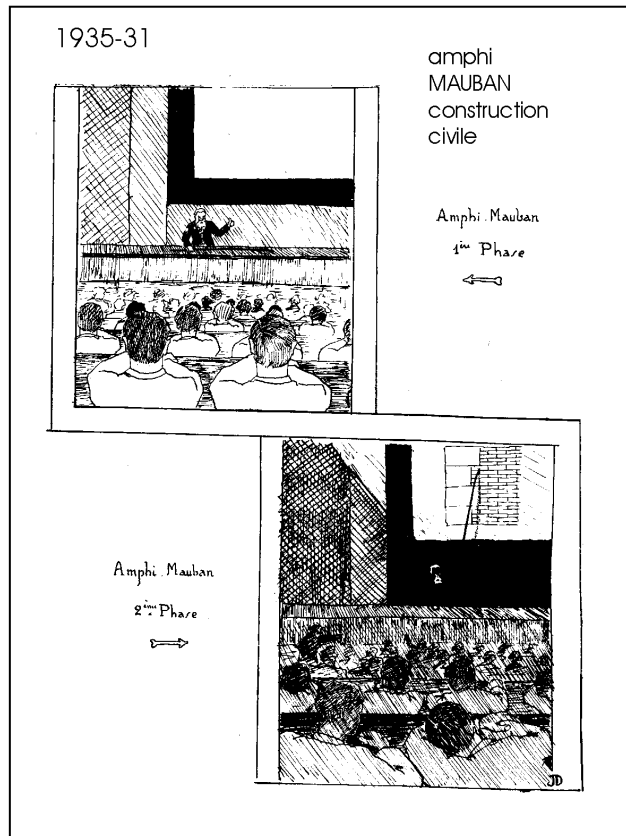 1935-31
amphi
MAUBAN
construction
civile
Amphi. Mauban
1ère Phase
Amphi. Mauban
2ème Phase
JD